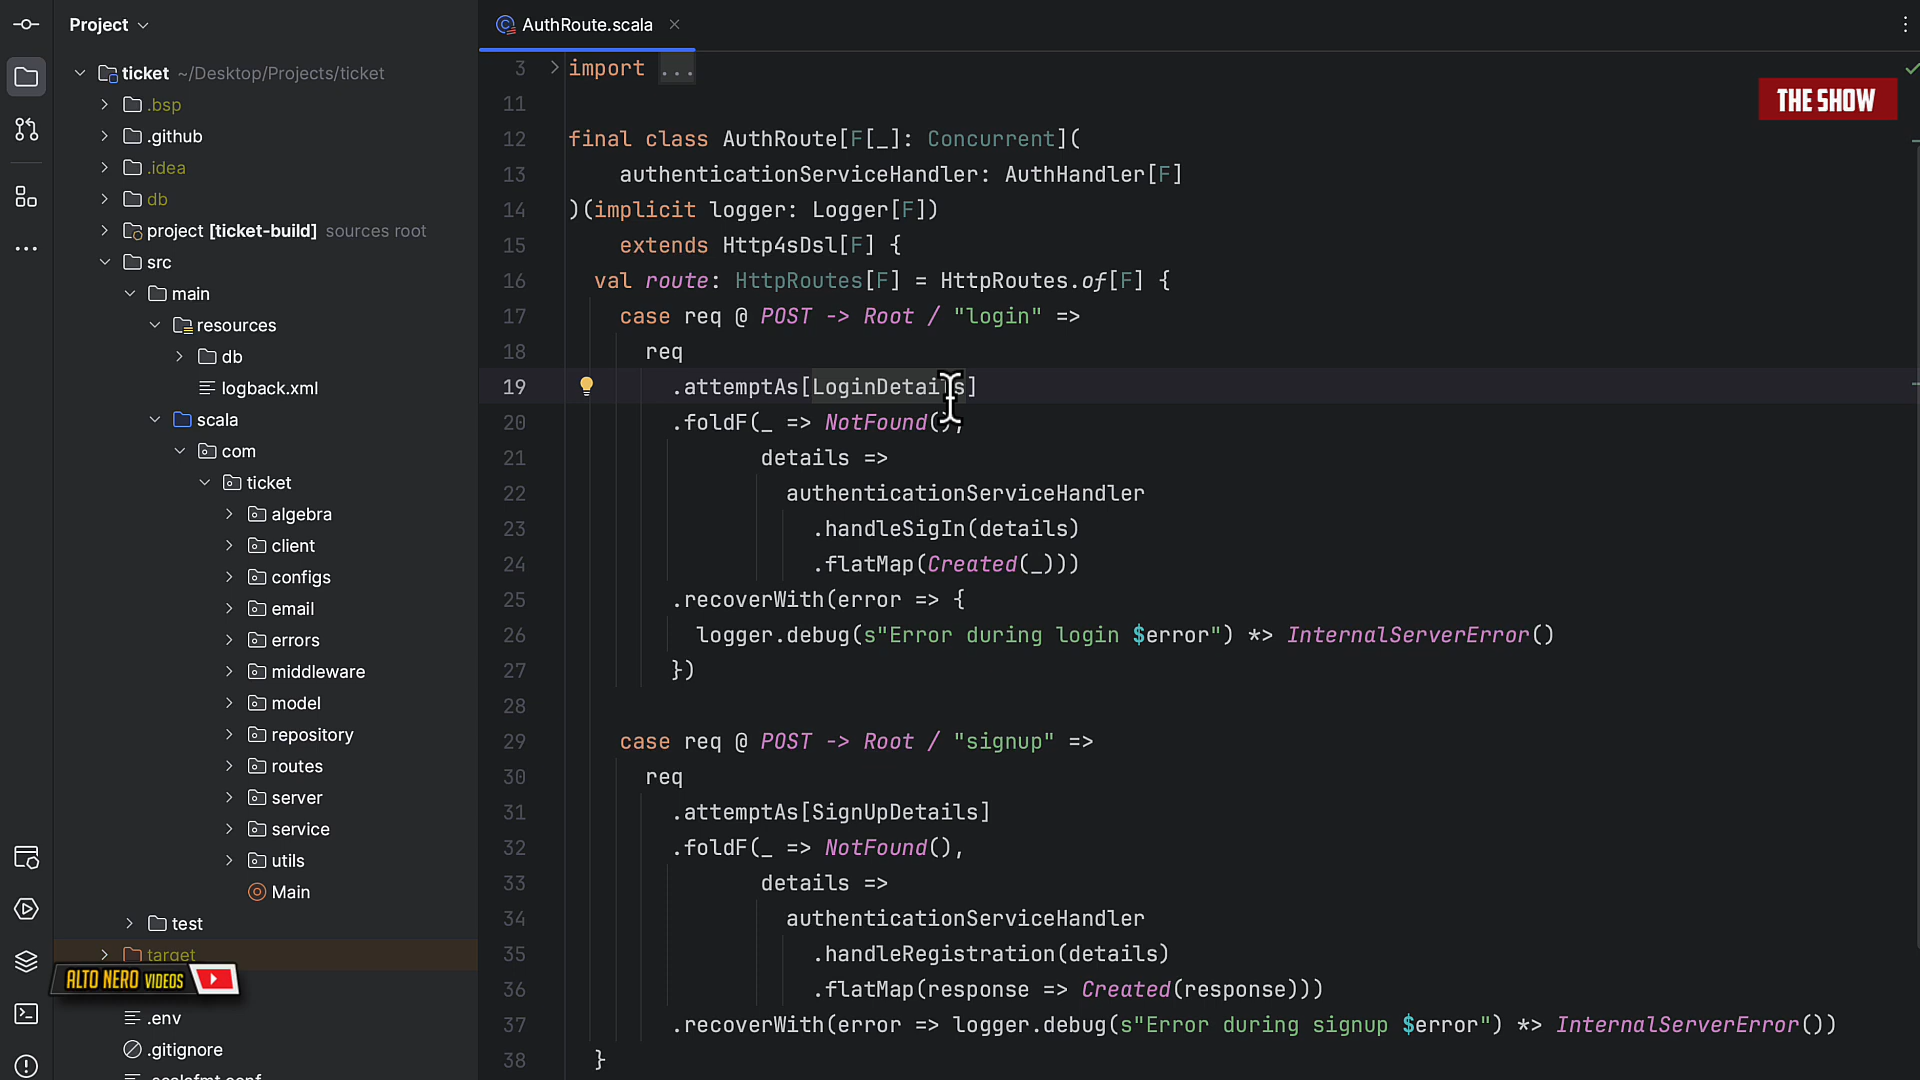 Project
AuthRoute.scala
ticket ~/Desktop/Projects/ticket
.bsp
.github
.idea
db
project [ticket-build] sources root
src
main
resources
db
logback.xml
scala
com
ticket
algebra
client
configs
email
errors
middleware
model
repository
routes
server
service
utils
Main
test
target
ALTO NERO VIDEOS
.env
.gitignore
.scalafmt.conf
THE SHOW
3 import ...
11
12 final class AuthRoute[F[_]: Concurrent](
13 authenticationServiceHandler: AuthHandler[F]
14 )(implicit logger: Logger[F])
15 extends Http4sDsl[F] {
16 val route: HttpRoutes[F] = HttpRoutes.of[F] {
17 case req @ POST -> Root / "login" =>
18 req
19 .attemptAs[LoginDetails]
20 .foldF(_ => NotFound(),
21 details =>
22 authenticationServiceHandler
23 .handleSigIn(details)
24 .flatMap(Created(_)))
25 .recoverWith(error => {
26 logger.debug(s"Error during login $error") *> InternalServerError()
27 })
28
29 case req @ POST -> Root / "signup" =>
30 req
31 .attemptAs[SignUpDetails]
32 .foldF(_ => NotFound(),
33 details =>
34 authenticationServiceHandler
35 .handleRegistration(details)
36 .flatMap(response => Created(response)))
37 .recoverWith(error => logger.debug(s"Error during signup $error") *> InternalServerError())
38 }